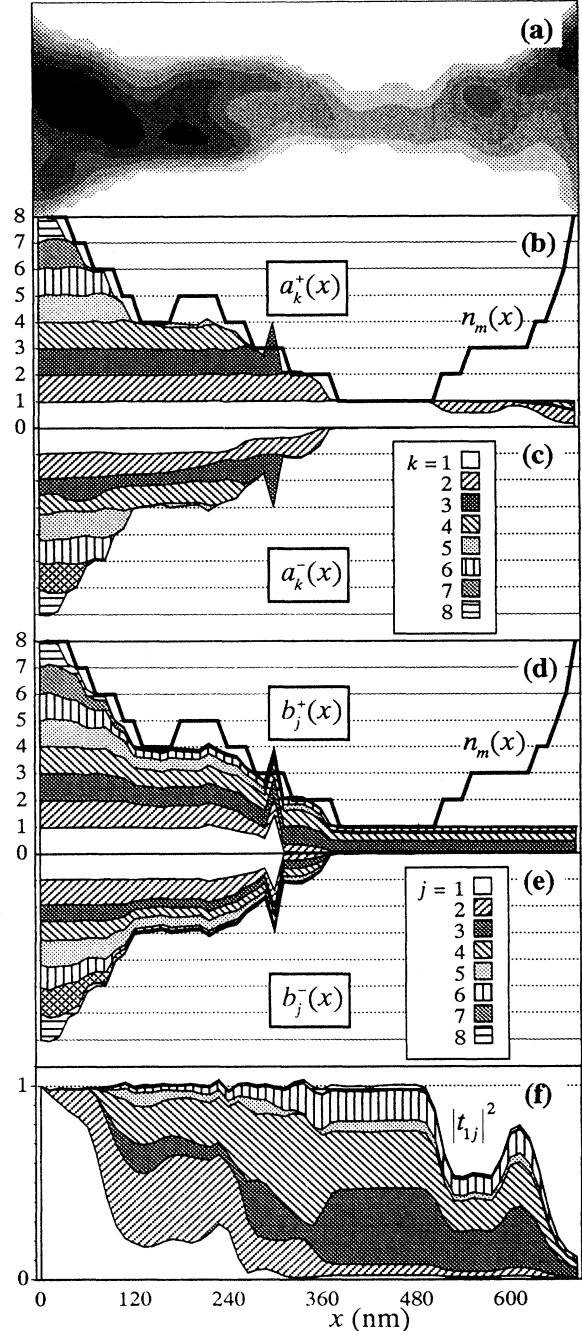 (a)
8
7
6
5
4
3
2
1
0
(b)
a_k^+(x)
n_m(x)
(c)
k = 1
2
3
4
5
6
7
8
a_k^-(x)
8
7
6
5
4
3
2
1
0
(d)
b_j^+(x)
n_m(x)
(e)
j = 1
2
3
4
5
6
7
8
b_j^-(x)
1
0
(f)
|t_{1j}|^2
0 120 240 360 480 600
x (nm)